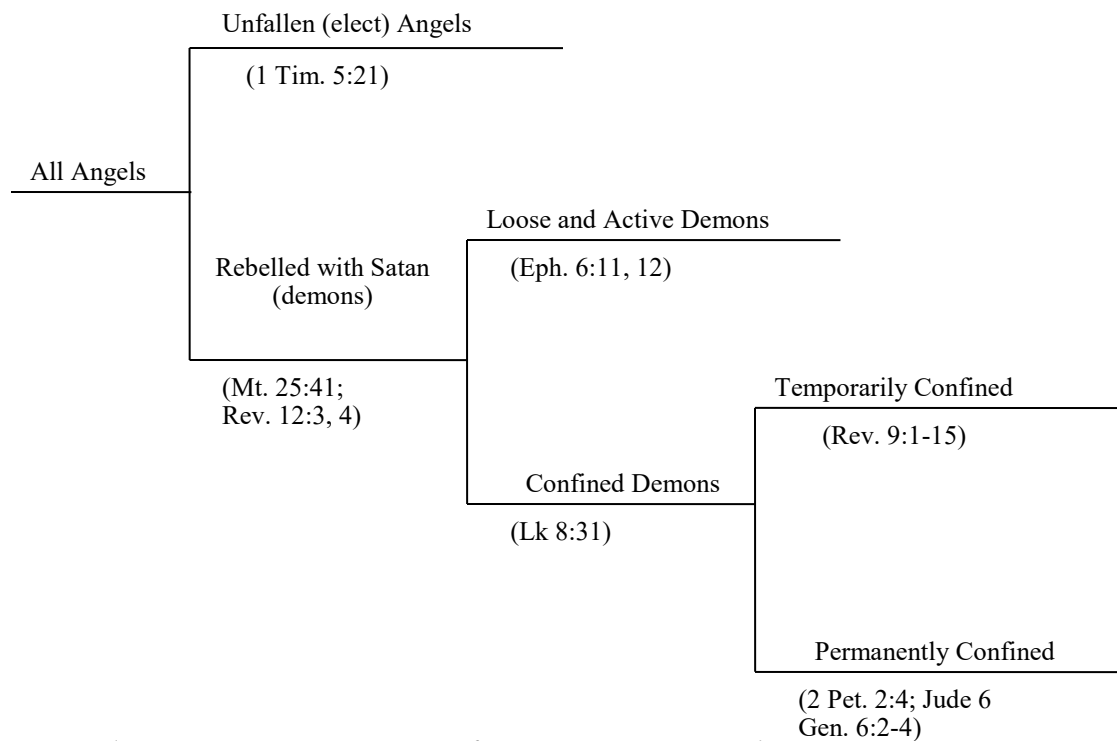 Unfallen (elect) Angels
(1 Tim. 5:21)
All Angels
Loose and Active Demons
(Eph. 6:11, 12)
Rebelled with Satan
(demons)
(Mt. 25:41;
Rev. 12:3, 4)
Temporarily Confined
(Rev. 9:1-15)
Confined Demons
(Lk 8:31)
Permanently Confined
(2 Pet. 2:4; Jude 6
Gen. 6:2-4)